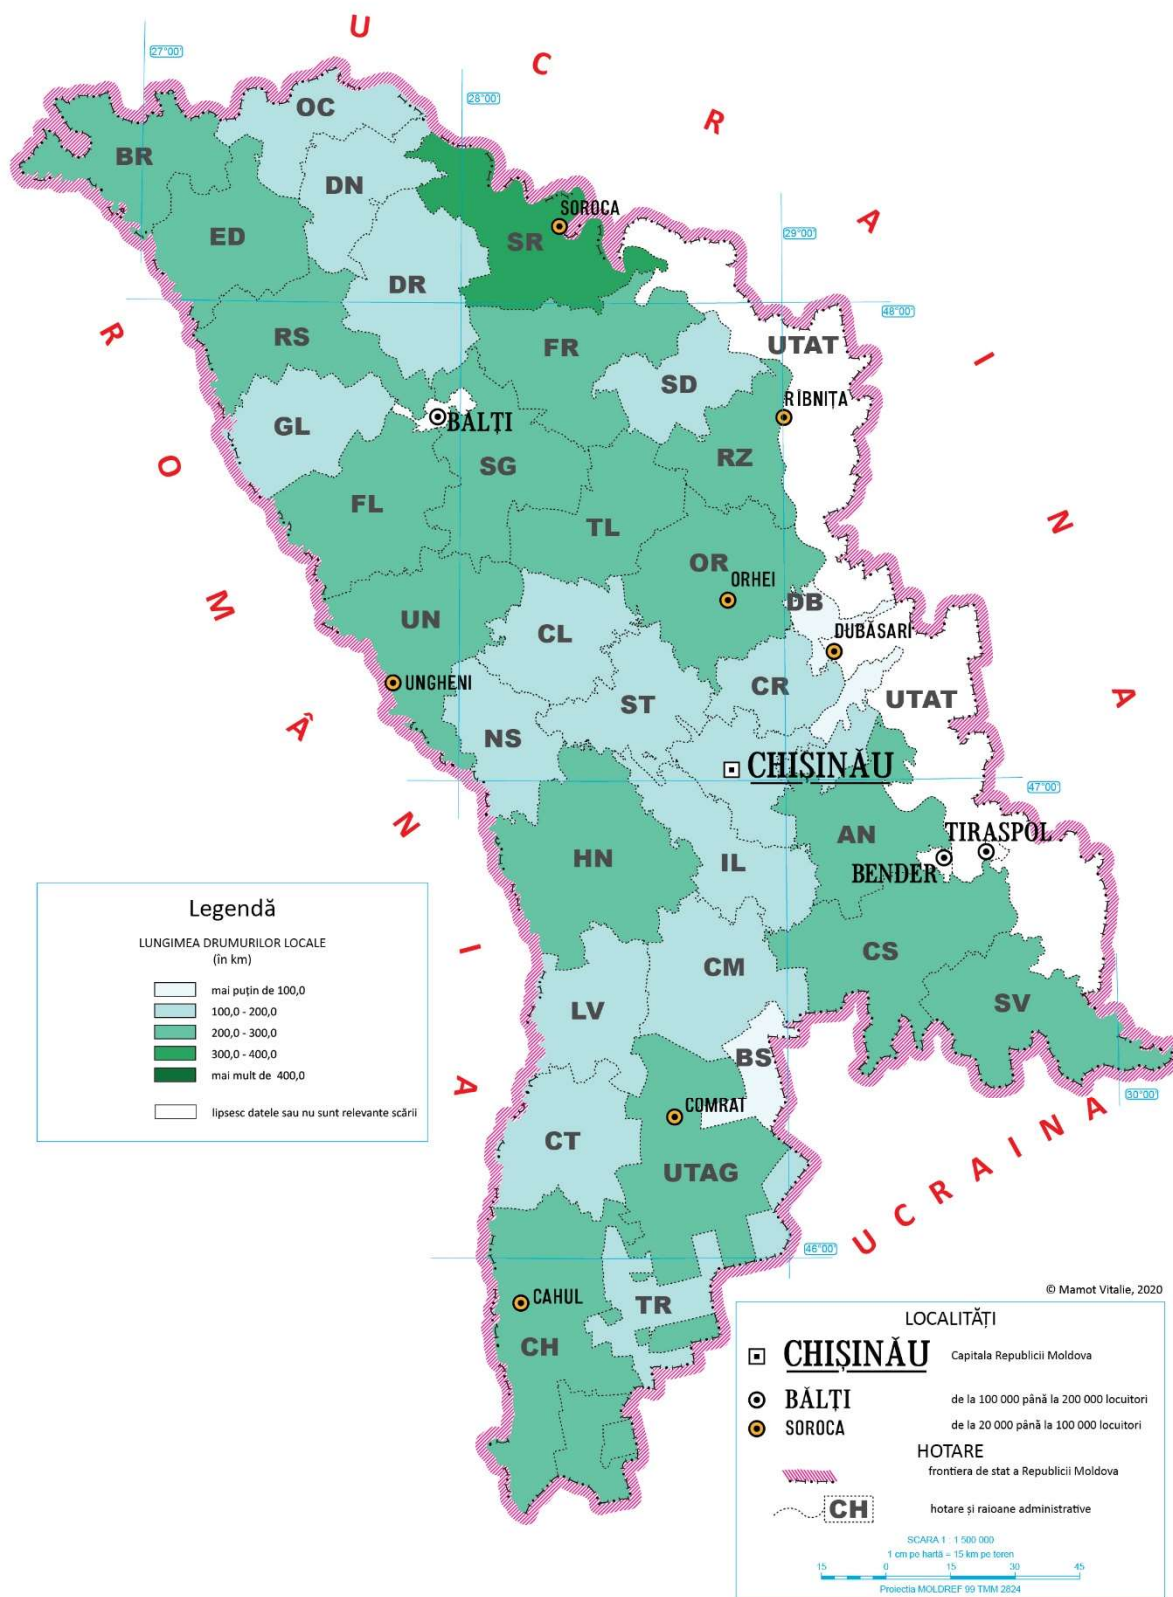 U C R A I N A
27°00'
28°00'
29°00'
48°00'
OC
BR
DN
SOROCA
ED
SR
DR
R O M Â N I A
RS
FR
UTAT
SD
RÎBNIȚA
GL
BĂLȚI
RZ
SG
FL
TL
OR
ORHEI
DB
UN
CL
DUBĂSARI
UNGHENI
CR
ST
UTAT
NS
CHIȘINĂU
47°00'
AN
TIRASPOL
HN
IL
BENDER
CS
CM
LV
SV
BS
30°00'
COMRAT
CT
UTAG
U C R A I N A
46°00'
CAHUL
TR
CH
Legendă
LUNGIMEA DRUMURILOR LOCALE
(în km)
mai puțin de 100,0
100,0 - 200,0
200,0 - 300,0
300,0 - 400,0
mai mult de 400,0
lipsesc datele sau nu sunt relevante scării
© Mamot Vitalie, 2020
LOCALITĂȚI
CHIȘINĂU Capitala Republicii Moldova
BĂLȚI de la 100 000 până la 200 000 locuitori
SOROCA de la 20 000 până la 100 000 locuitori
HOTARE
frontiera de stat a Republicii Moldova
CH hotare și raioane administrative
SCARA 1 : 1 500 000
1 cm pe hartă = 15 km pe teren
15 0 15 30 45
Proiectia MOLDREF 99 TMM 2824